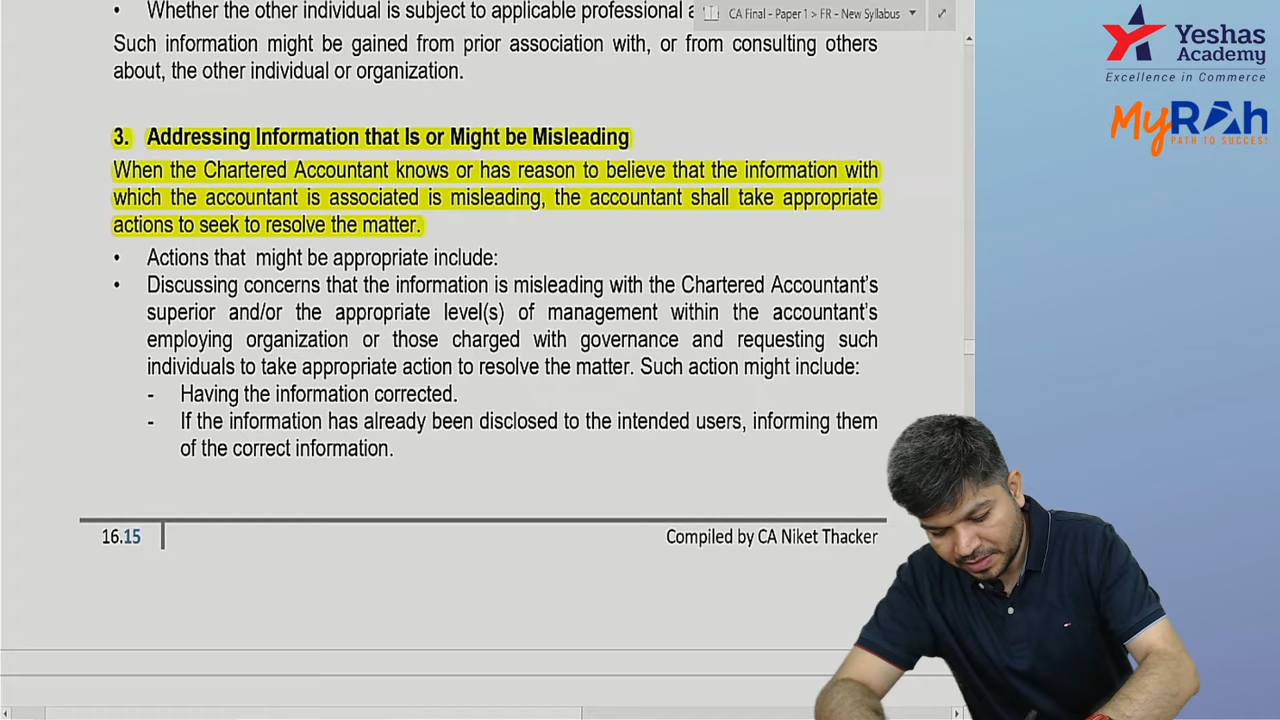 • Whether the other individual is subject to applicable professional
CA Final - Paper 1 > FR - New Syllabus
Such information might be gained from prior association with, or from consulting others
about, the other individual or organization.
3. Addressing Information that Is or Might be Misleading
When the Chartered Accountant knows or has reason to believe that the information with
which the accountant is associated is misleading, the accountant shall take appropriate
actions to seek to resolve the matter.
• Actions that might be appropriate include:
• Discussing concerns that the information is misleading with the Chartered Accountant's
superior and/or the appropriate level(s) of management within the accountant's
employing organization or those charged with governance and requesting such
individuals to take appropriate action to resolve the matter. Such action might include:
- Having the information corrected.
- If the information has already been disclosed to the intended users, informing them
of the correct information.
16.15
Compiled by CA Niket Thacker
Yeshas
Academy
Excellence in Commerce
MyRAh
PATH TO SUCCESS